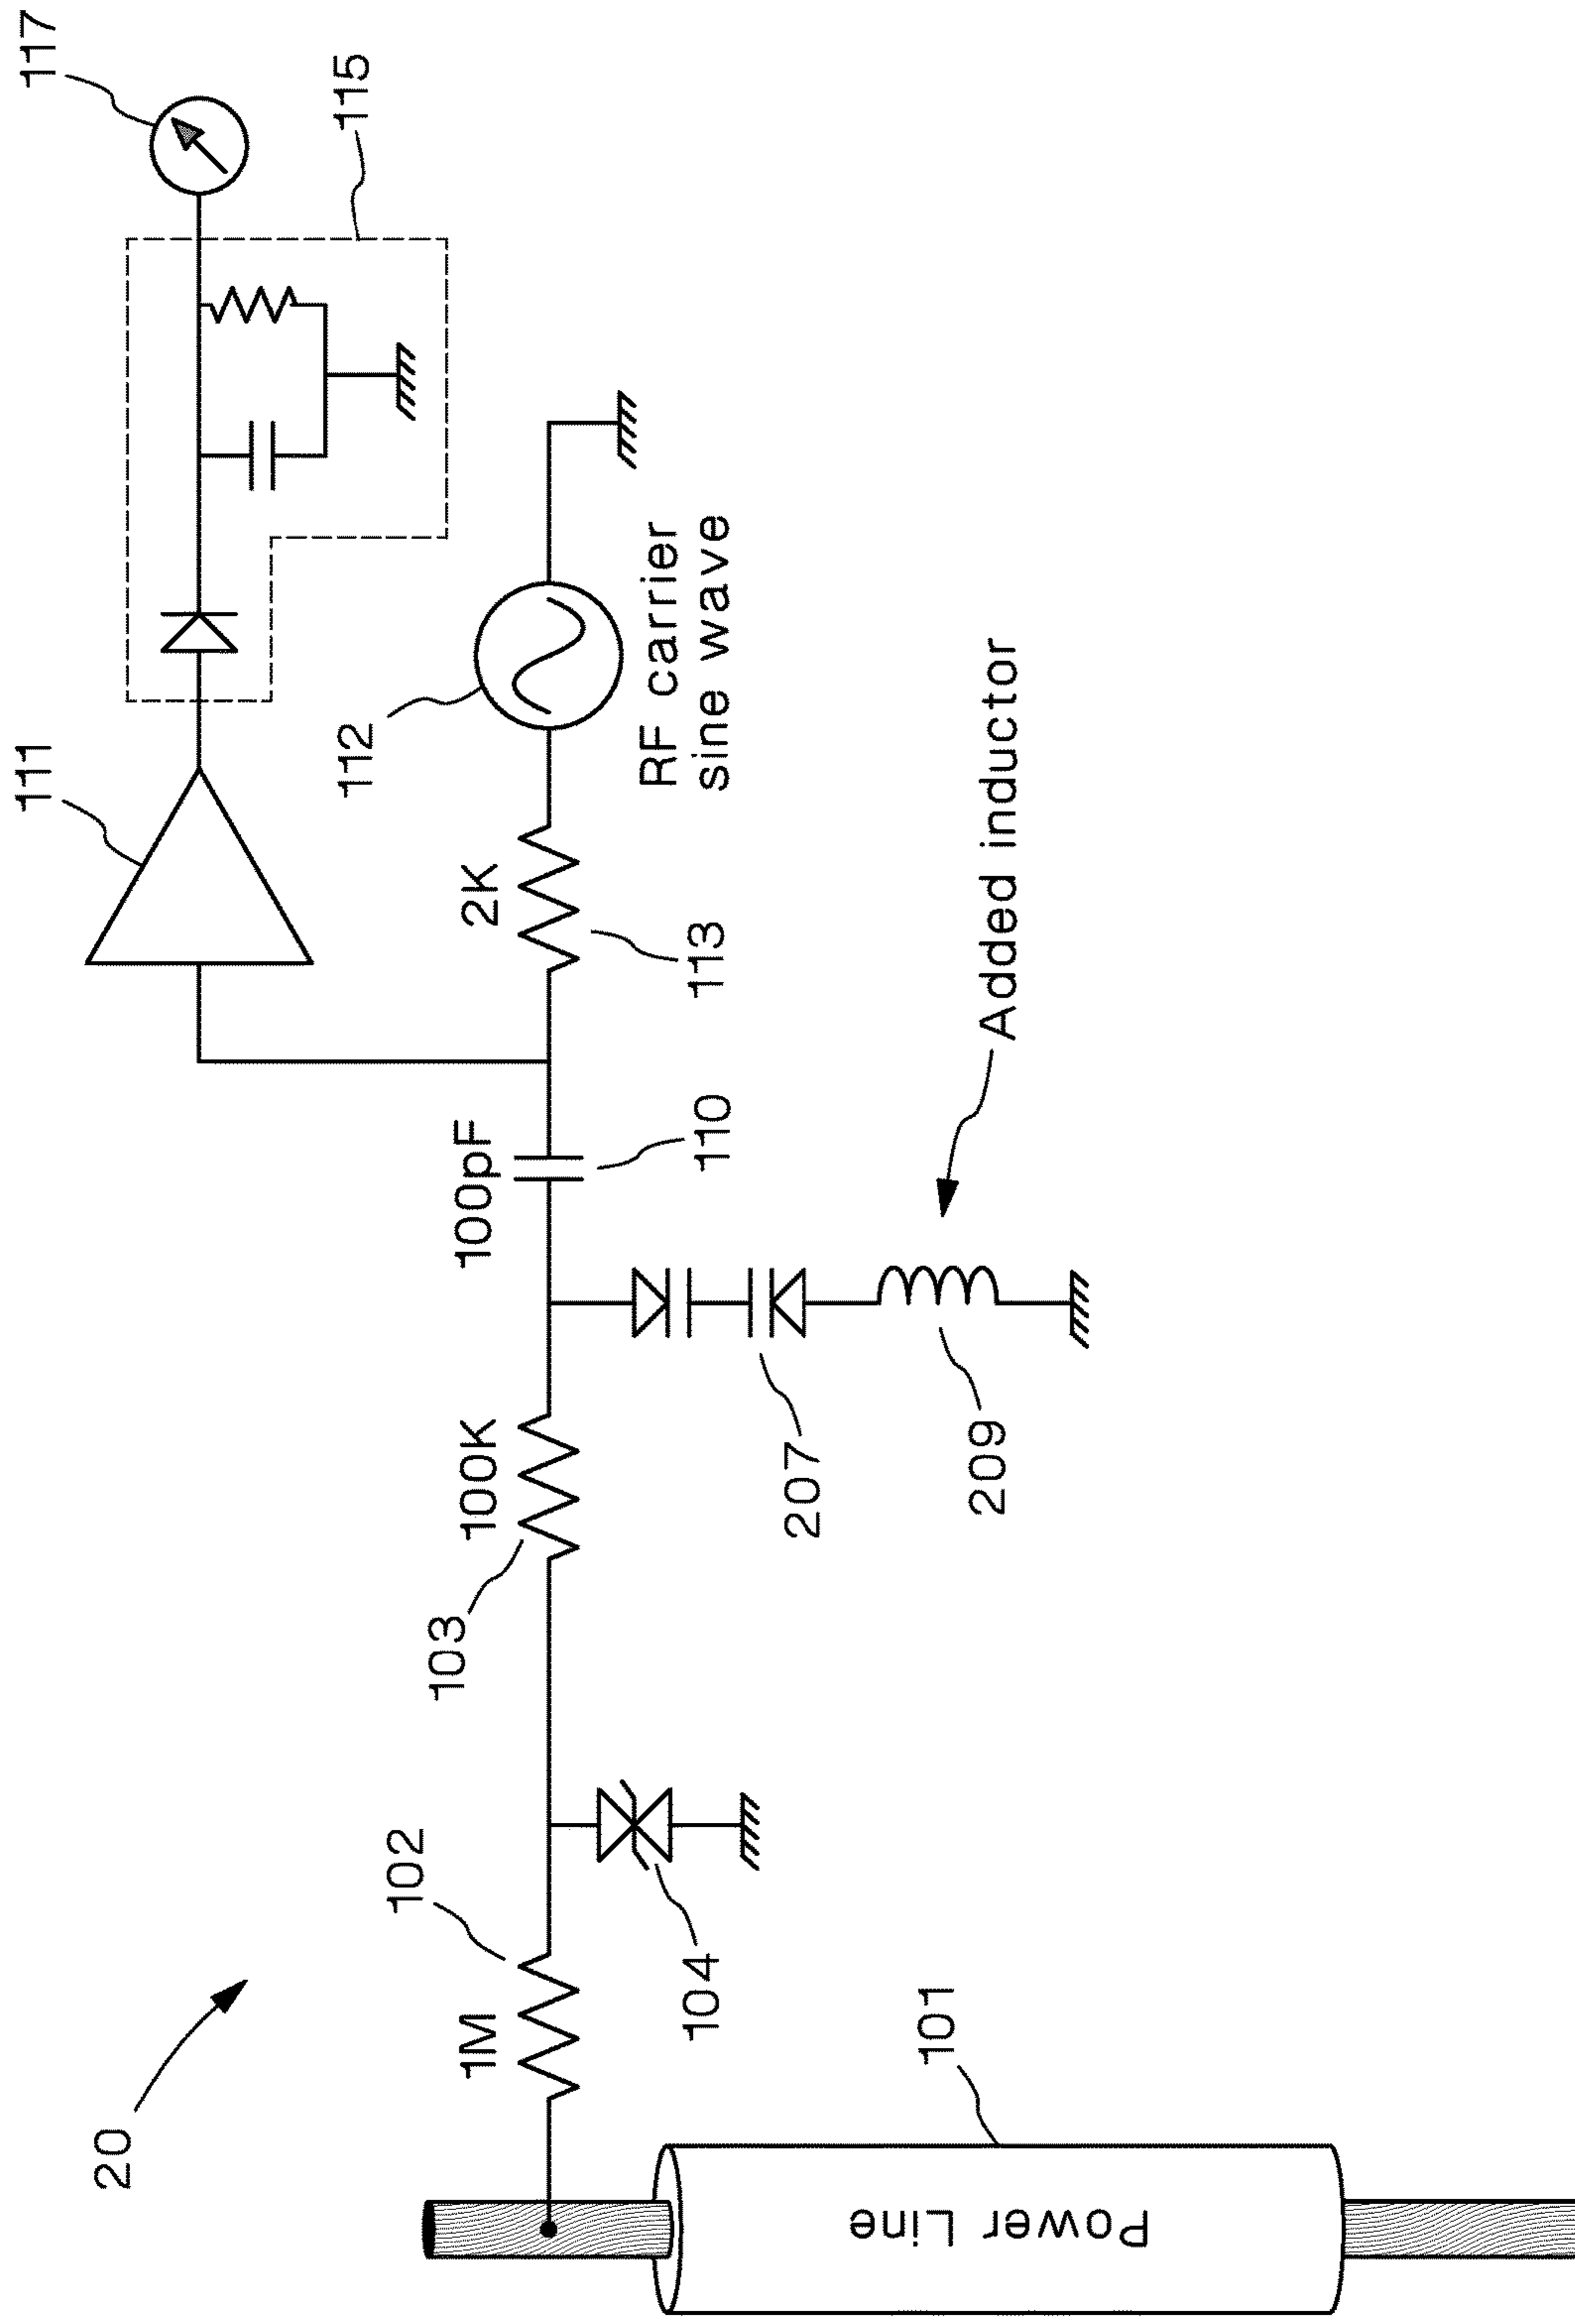 20
101
Power Line
1M
102
104
103
100K
207
209
Added inductor
100pF
110
111
2K
113
112
RF carrier
sine wave
115
117